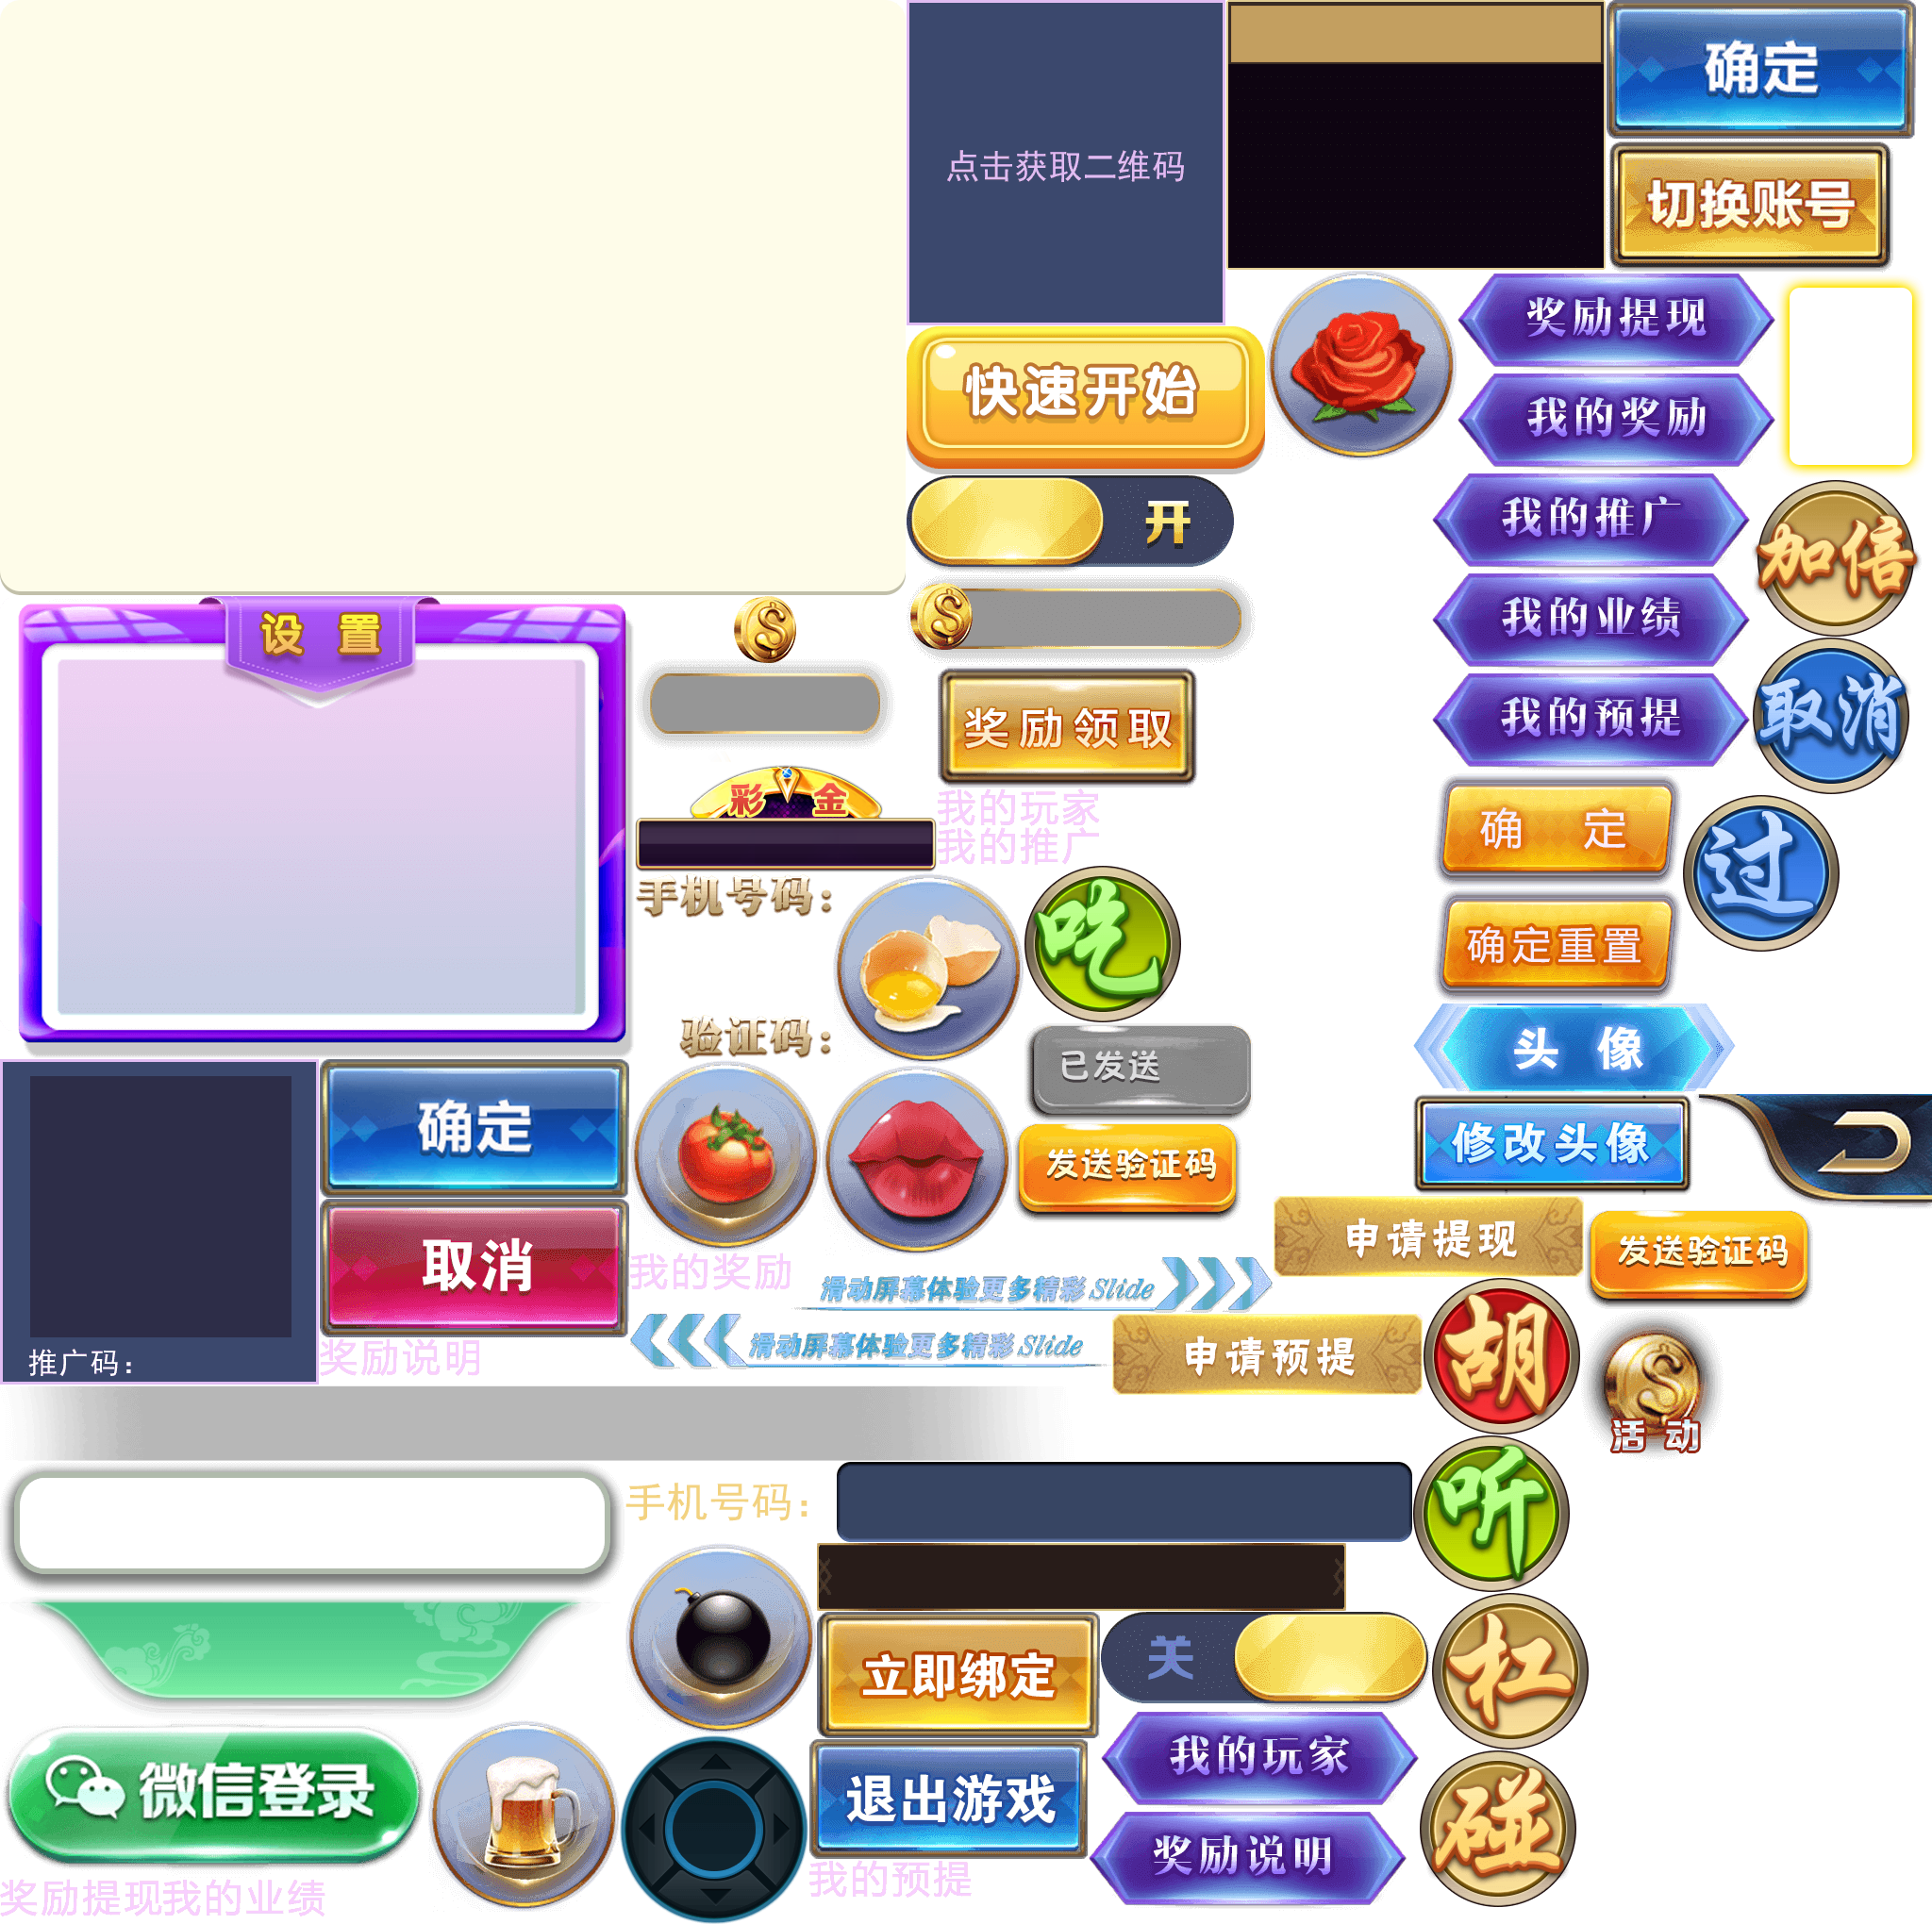 点击获取二维码
确定
切换账号
奖励提现
快速开始
我的奖励
我的推广
开
加倍
我的业绩
设 置
取消
我的预提
奖励领取
彩 金
我的玩家
我的推广
确 定
过
手机号码：
吃
确定重置
验证码：
头 像
已发送
确定
修改头像
发送验证码
取消
申请提现
发送验证码
我的奖励
滑动屏幕体验更多精彩 Slide
滑动屏幕体验更多精彩 Slide
申请预提
胡
推广码：
奖励说明
活 动
手机号码：
听
立即绑定
关
杠
我的玩家
微信登录
退出游戏
碰
奖励说明
我的预提
奖励提现我的业绩